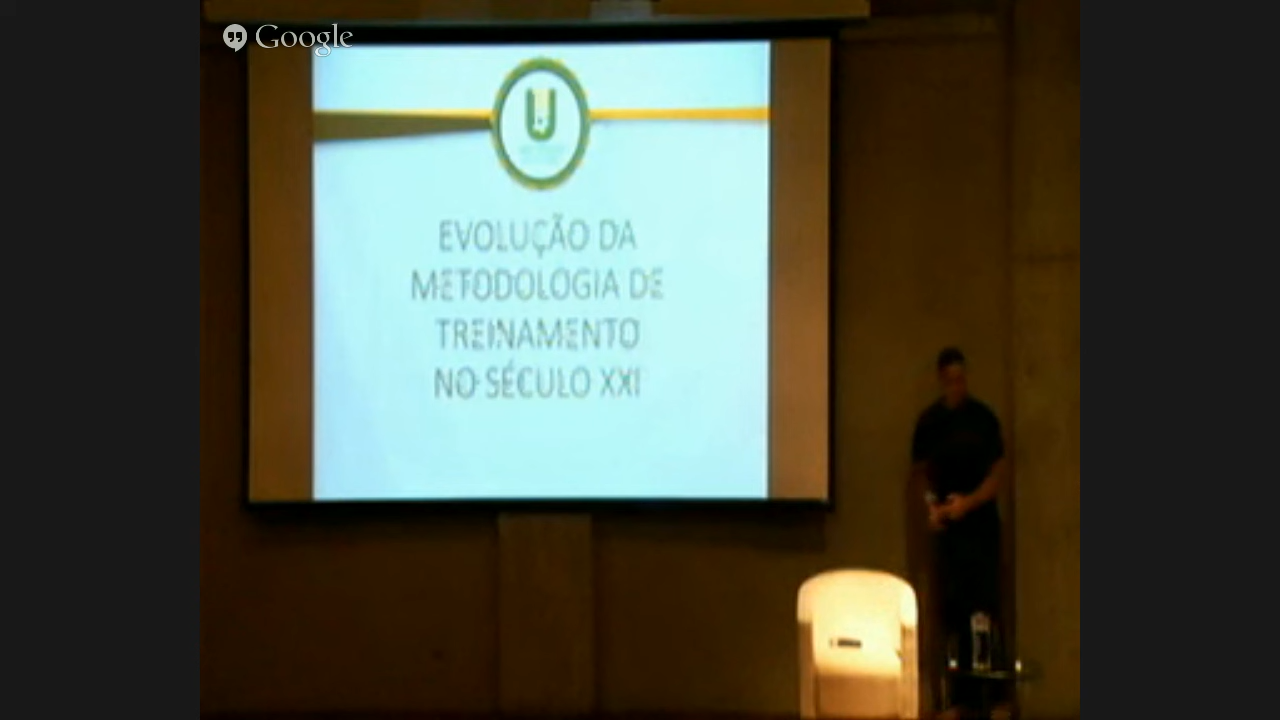 Google
U
EVOLUÇÃO DA
METODOLOGIA DE
TREINAMENTO
NO SÉCULO XXI